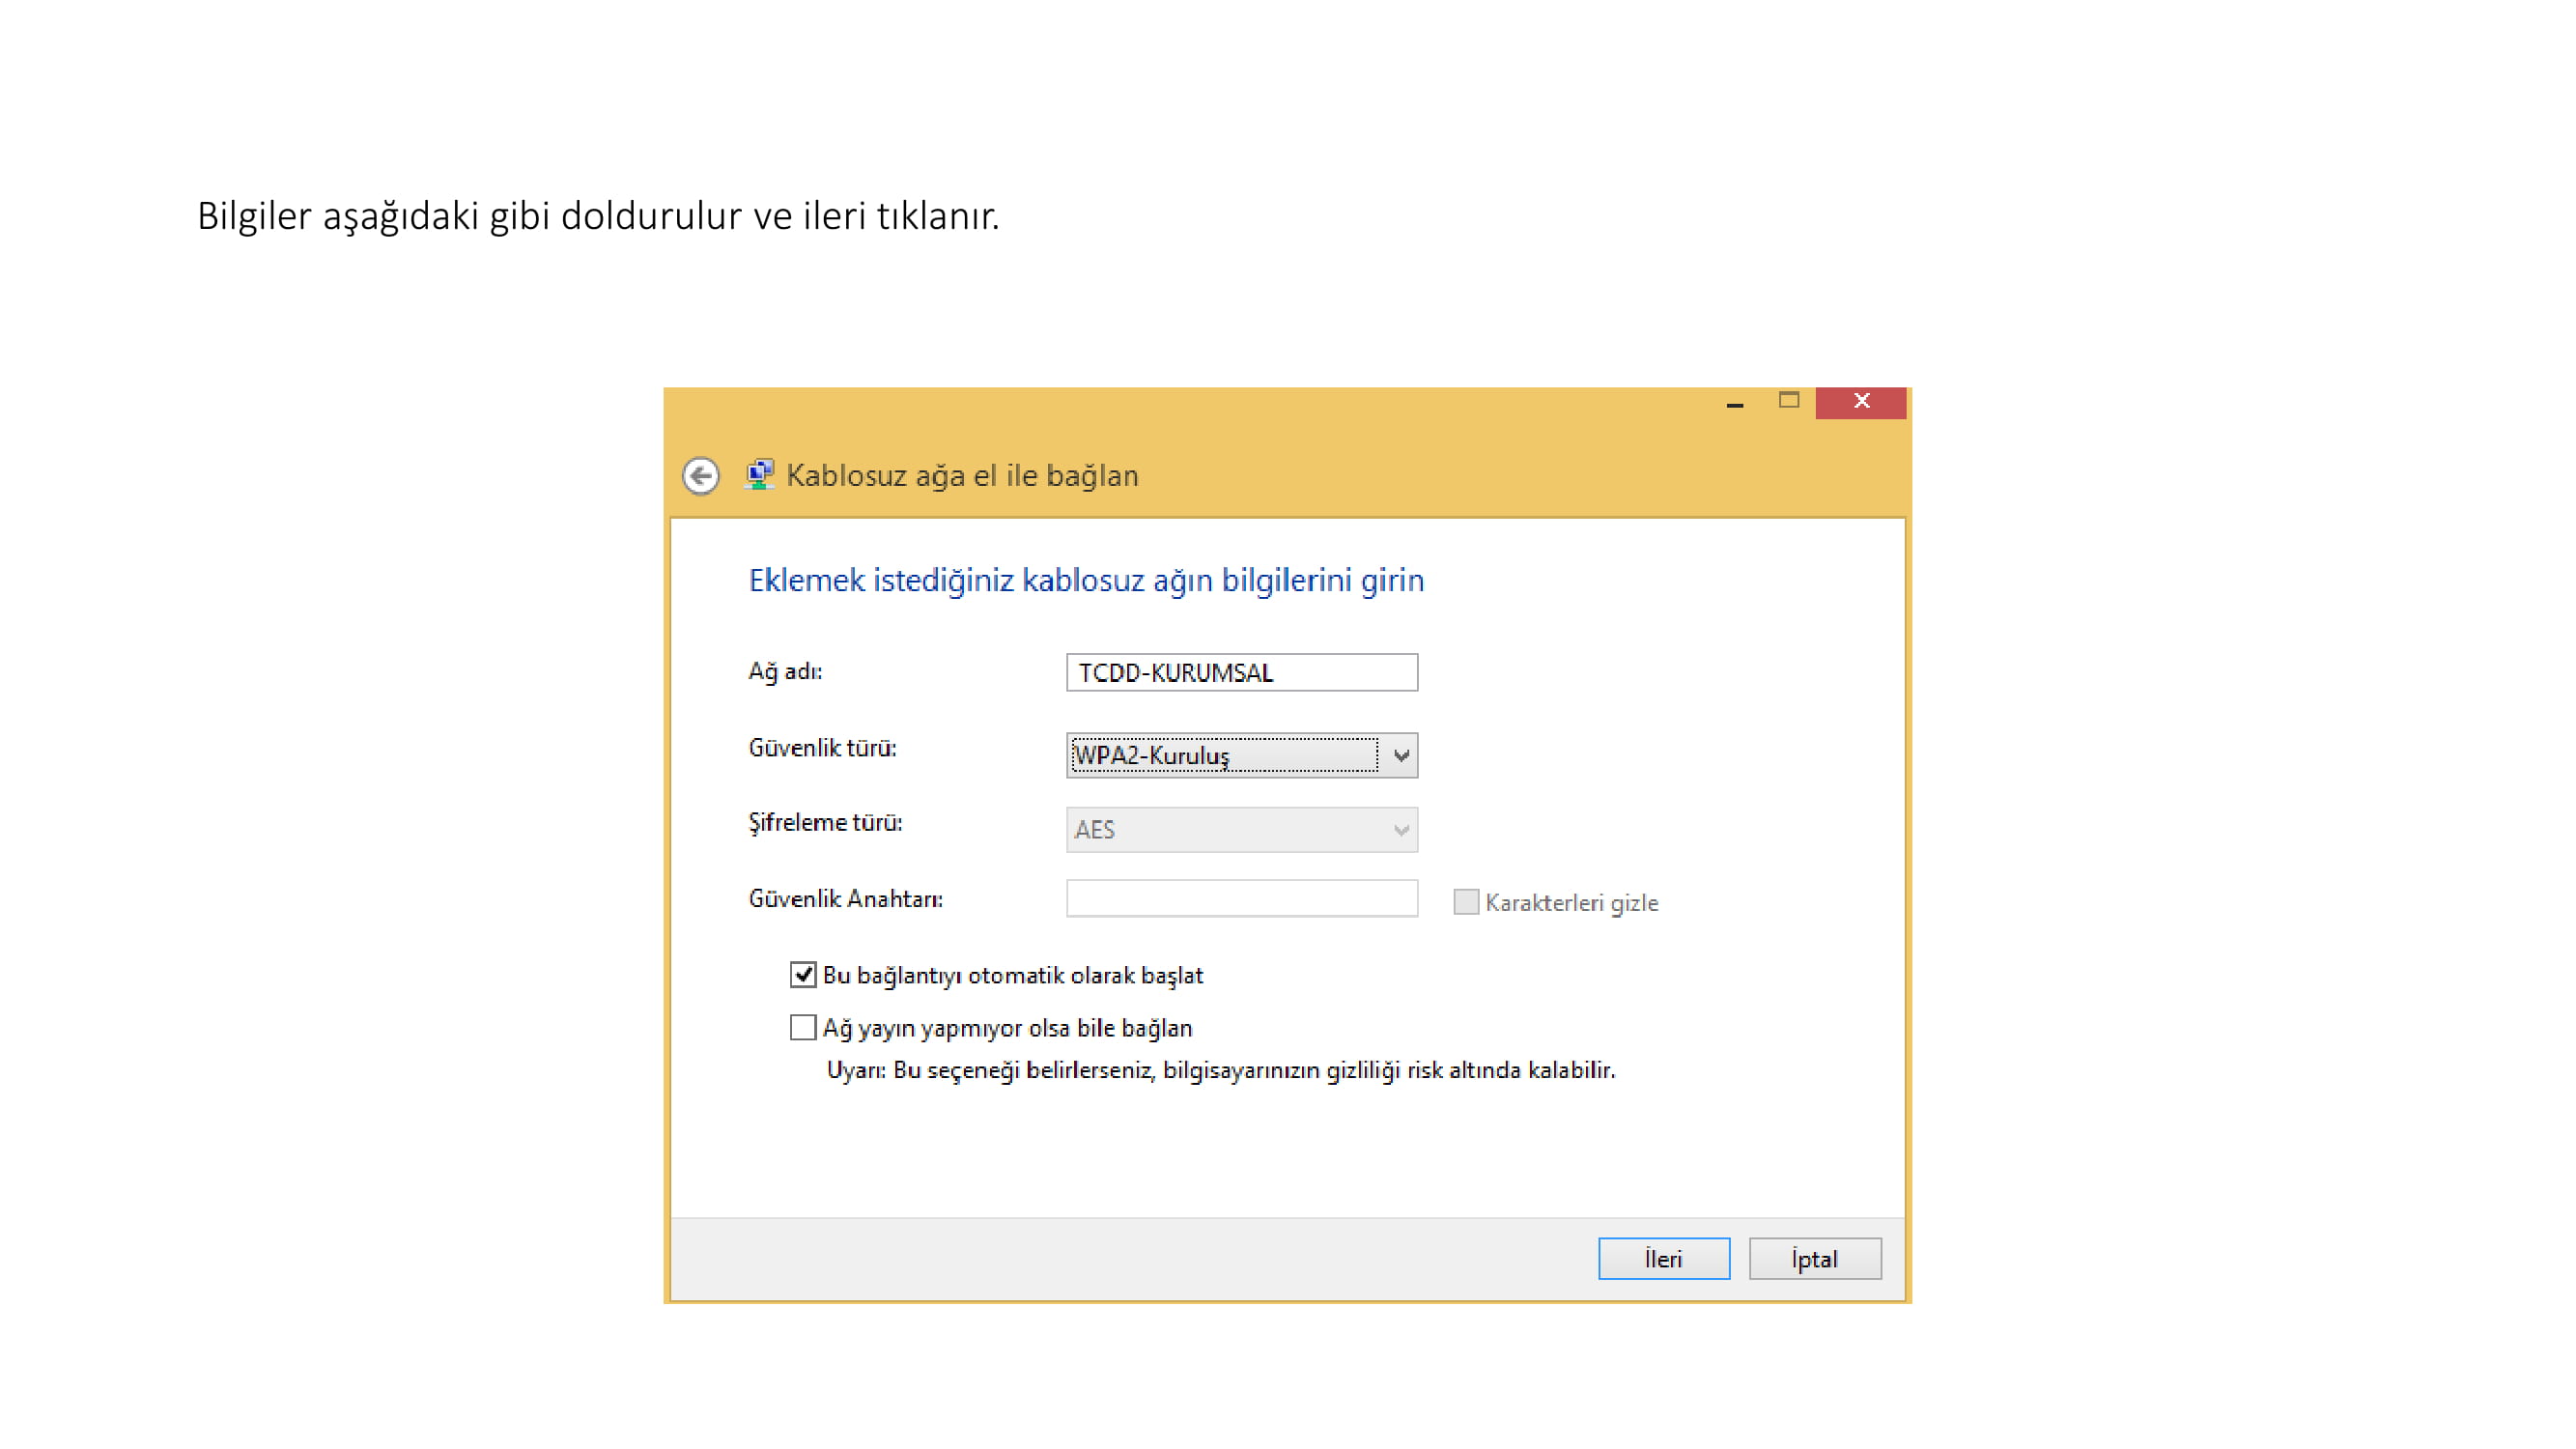 Bilgiler aşağıdaki gibi doldurulur ve ileri tıklanır.
Kablosuz ağa el ile bağlan
Eklemek istediğiniz kablosuz ağın bilgilerini girin
Ağ adı: TCDD-KURUMSAL
Güvenlik türü: WPA2-Kuruluş
Şifreleme türü: AES
Güvenlik Anahtarı: Karakterleri gizle
Bu bağlantıyı otomatik olarak başlat
Ağ yayın yapmıyor olsa bile bağlan
Uyarı: Bu seçeneği belirlerseniz, bilgisayarınızın gizliliği risk altında kalabilir.
İleri İptal